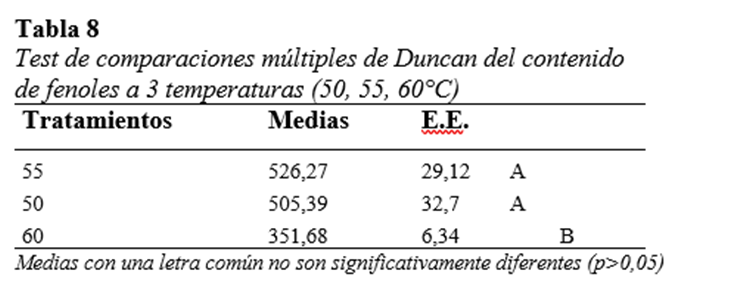 Tabla 8
Test de comparaciones múltiples de Duncan del contenido
de fenoles a 3 temperaturas (50, 55, 60°C)
Tratamientos Medias E.E.
55 526,27 29,12 A
50 505,39 32,7 A
60 351,68 6,34 B
Medias con una letra común no son significativamente diferentes (p>0,05)